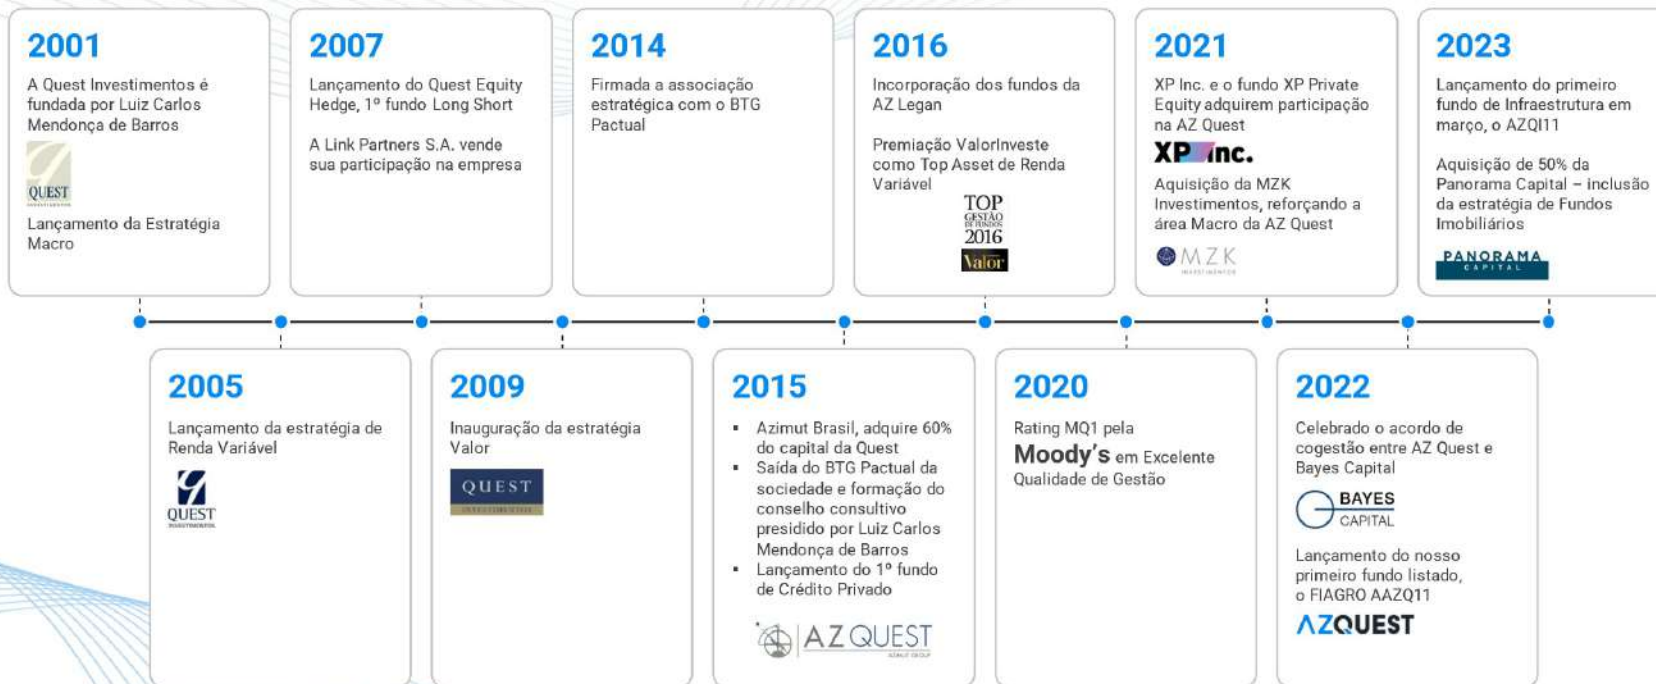 2001
A Quest Investimentos é
fundada por Luiz Carlos
Mendonça de Barros
QUEST
Lançamento da Estratégia
Macro
2007
Lançamento do Quest Equity
Hedge, 1º fundo Long Short
A Link Partners S.A. vende
sua participação na empresa
2014
Firmada a associação
estratégica com o BTG
Pactual
2016
Incorporação dos fundos da
AZ Legan
Premiação ValorInveste
como Top Asset de Renda
Variável
TOP
GESTÃO
DE FUNDOS
2016
Valor
2021
XP Inc. e o fundo XP Private
Equity adquirem participação
na AZ Quest
XP inc.
Aquisição da MZK
Investimentos, reforçando a
área Macro da AZ Quest
MZK
INVESTIMENTOS
2023
Lançamento do primeiro
fundo de Infraestrutura em
março, o AZQI11
Aquisição de 50% da
Panorama Capital – inclusão
da estratégia de Fundos
Imobiliários
PANORAMA
CAPITAL
2005
Lançamento da estratégia de
Renda Variável
QUEST
INVESTIMENTOS
2009
Inauguração da estratégia
Valor
QUEST
2015
▪ Azimut Brasil, adquire 60%
do capital da Quest
▪ Saída do BTG Pactual da
sociedade e formação do
conselho consultivo
presidido por Luiz Carlos
Mendonça de Barros
▪ Lançamento do 1º fundo
de Crédito Privado
AZ QUEST
AZIMUT GROUP
2020
Rating MQ1 pela
Moody's em Excelente
Qualidade de Gestão
2022
Celebrado o acordo de
cogestão entre AZ Quest e
Bayes Capital
BAYES
CAPITAL
Lançamento do nosso
primeiro fundo listado,
o FIAGRO AAZQ11
AZQUEST